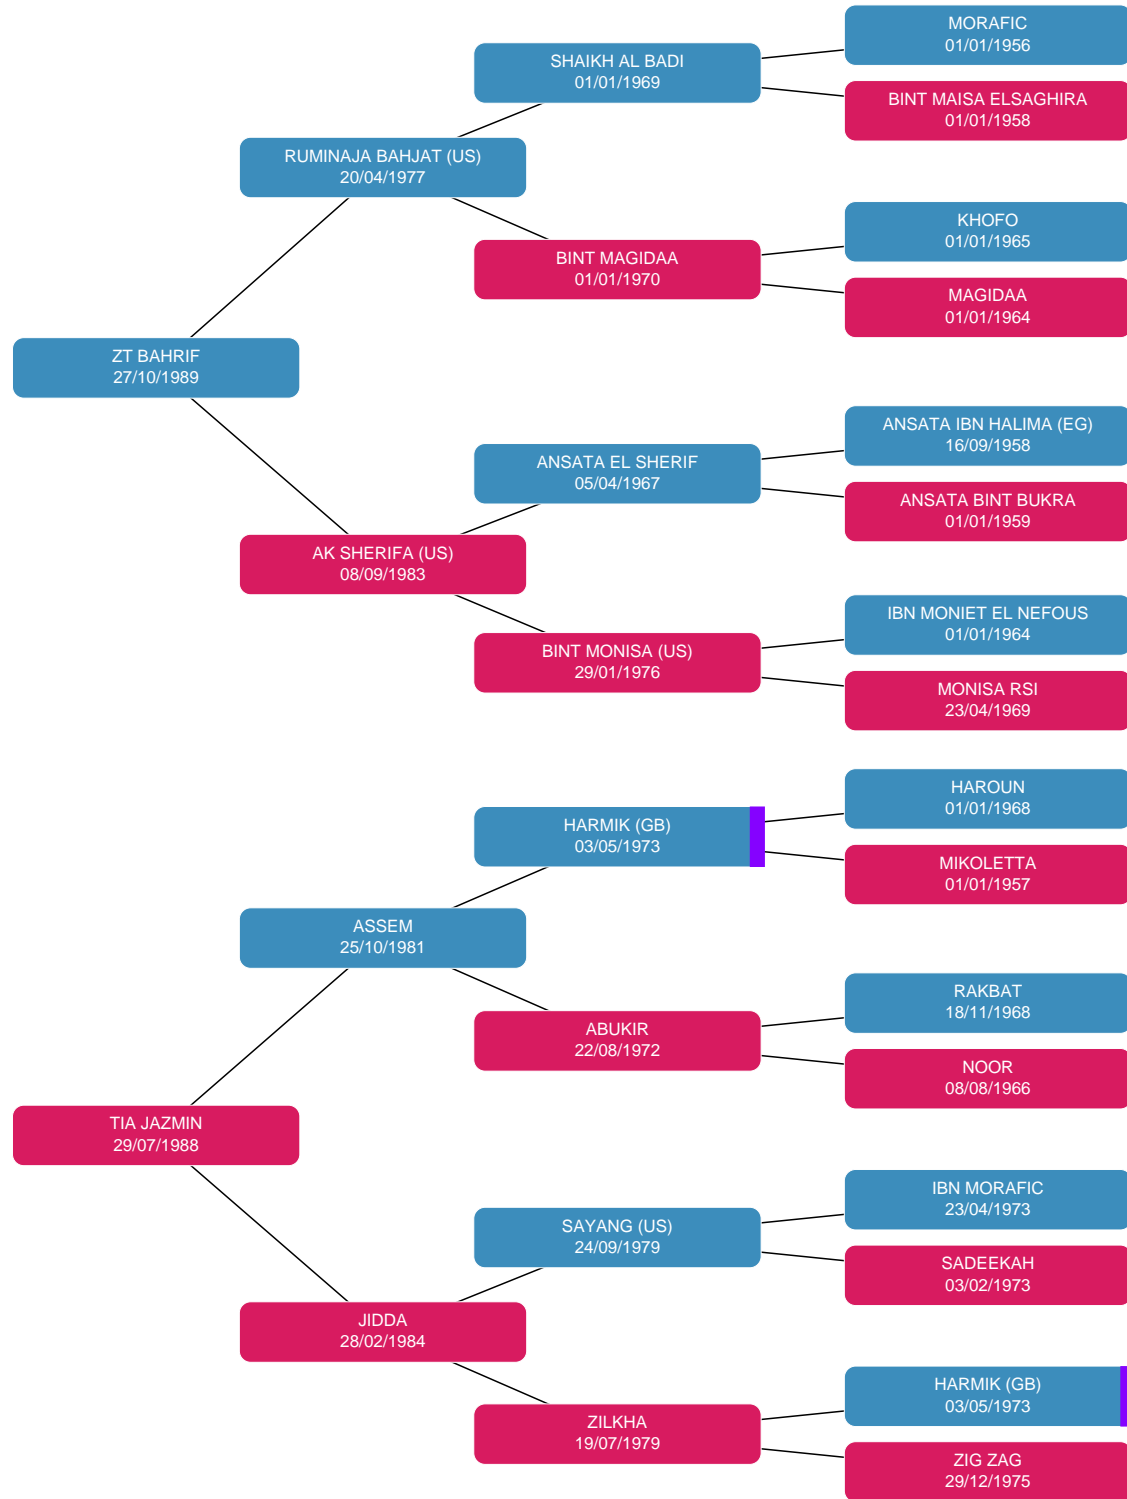 MORAFIC
01/01/1956
SHAIKH AL BADI
01/01/1969
BINT MAISA ELSAGHIRA
01/01/1958
RUMINAJA BAHJAT (US)
20/04/1977
KHOFO
01/01/1965
BINT MAGIDAA
01/01/1970
MAGIDAA
01/01/1964
ZT BAHRIF
27/10/1989
ANSATA IBN HALIMA (EG)
16/09/1958
ANSATA EL SHERIF
05/04/1967
ANSATA BINT BUKRA
01/01/1959
AK SHERIFA (US)
08/09/1983
IBN MONIET EL NEFOUS
01/01/1964
BINT MONISA (US)
29/01/1976
MONISA RSI
23/04/1969
HAROUN
01/01/1968
HARMIK (GB)
03/05/1973
MIKOLETTA
01/01/1957
ASSEM
25/10/1981
RAKBAT
18/11/1968
ABUKIR
22/08/1972
NOOR
08/08/1966
TIA JAZMIN
29/07/1988
IBN MORAFIC
23/04/1973
SAYANG (US)
24/09/1979
SADEEKAH
03/02/1973
JIDDA
28/02/1984
HARMIK (GB)
03/05/1973
ZILKHA
19/07/1979
ZIG ZAG
29/12/1975